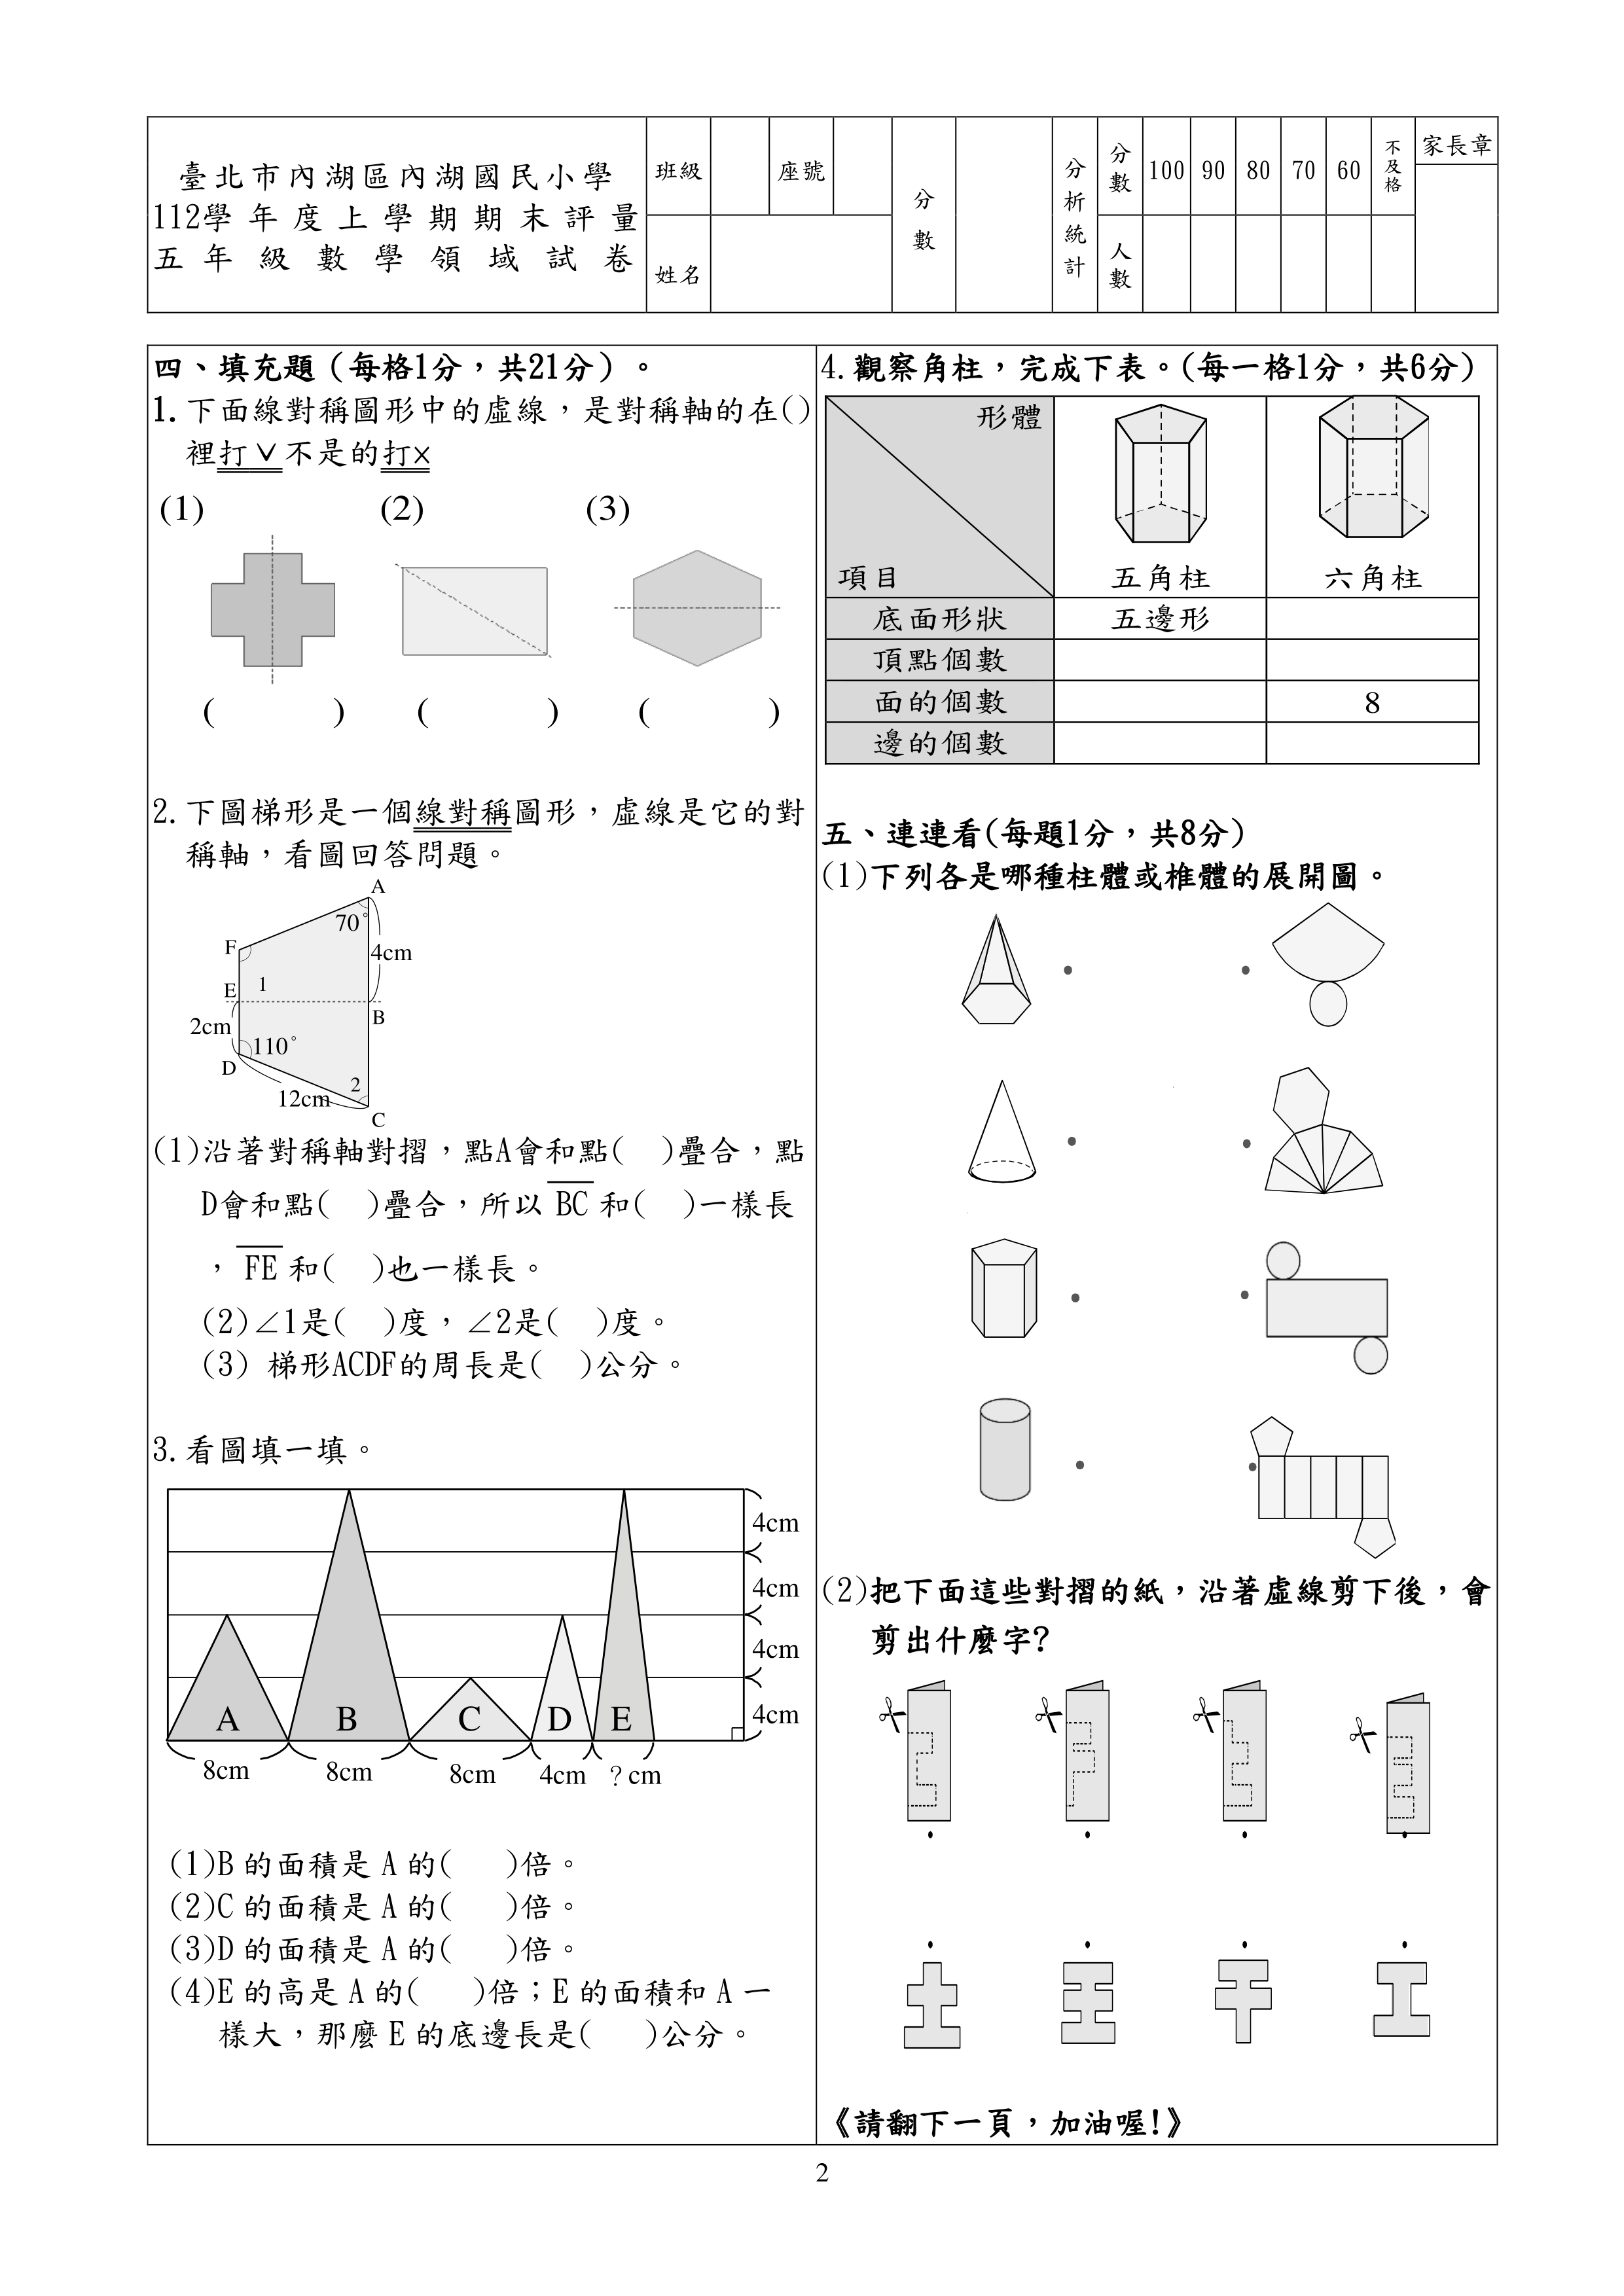 臺北市內湖區內湖國民小學
112學年度上學期期末評量
五年級數學領域試卷
班級
座號
姓名
分數
分析統計
分數
100
90
80
70
60
不及格
人數
家長章
四、填充題（每格1分，共21分）。
1.下面線對稱圖形中的虛線，是對稱軸的在()
裡打∨不是的打×
(1)
(2)
(3)
( )
( )
( )
2.下圖梯形是一個線對稱圖形，虛線是它的對
稱軸，看圖回答問題。
A
70°
4cm
F
1
E
B
2cm
110°
D
2
12cm
C
(1)沿著對稱軸對摺，點A會和點( )疊合，點
D會和點( )疊合，所以 BC 和( )一樣長
，FE 和( )也一樣長。
(2)∠1是( )度，∠2是( )度。
(3) 梯形ACDF的周長是( )公分。
3.看圖填一填。
4cm
4cm
4cm
4cm
A
B
C
D
E
8cm
8cm
8cm
4cm
？cm
(1)B 的面積是 A 的( )倍。
(2)C 的面積是 A 的( )倍。
(3)D 的面積是 A 的( )倍。
(4)E 的高是 A 的( )倍；E 的面積和 A 一
樣大，那麼 E 的底邊長是( )公分。
4.觀察角柱，完成下表。(每一格1分，共6分)
形體
項目
五角柱
六角柱
底面形狀
五邊形
頂點個數
面的個數
8
邊的個數
五、連連看(每題1分，共8分)
(1)下列各是哪種柱體或椎體的展開圖。
(2)把下面這些對摺的紙，沿著虛線剪下後，會
剪出什麼字?
《請翻下一頁，加油喔!》
2